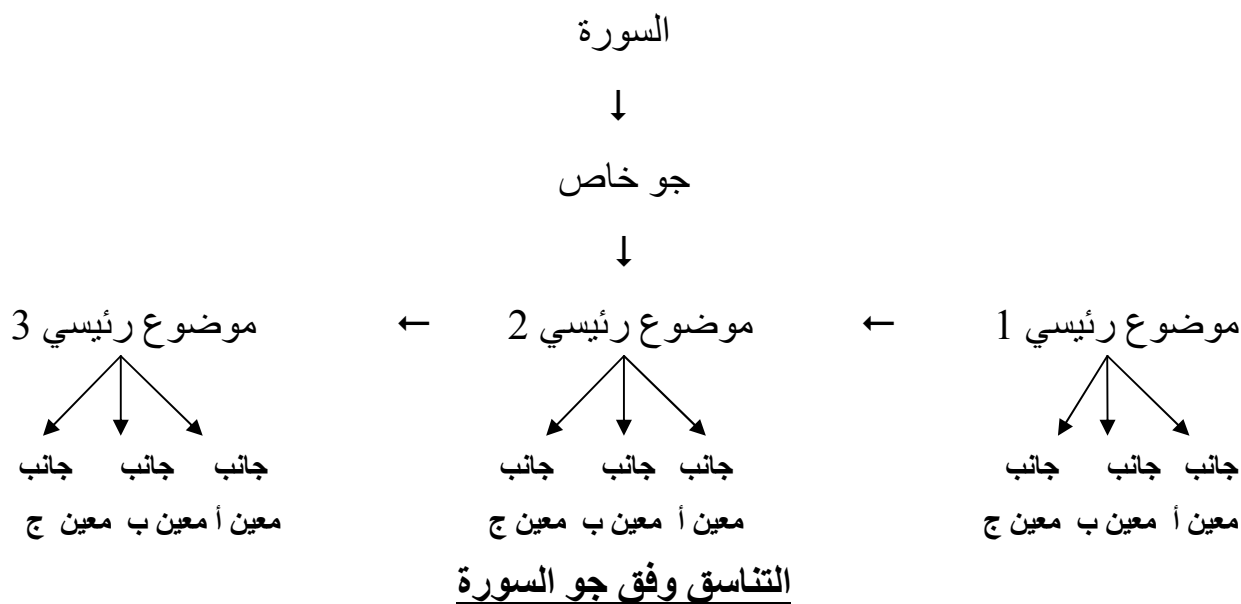 السورة
↓
جو خاص
↓
موضوع رئيسي 1 ← موضوع رئيسي 2 ← موضوع رئيسي 3
جانب جانب جانب جانب جانب جانب جانب جانب جانب
معين أ معين ب معين ج معين أ معين ب معين ج معين أ معين ب معين ج
التناسق وفق جو السورة